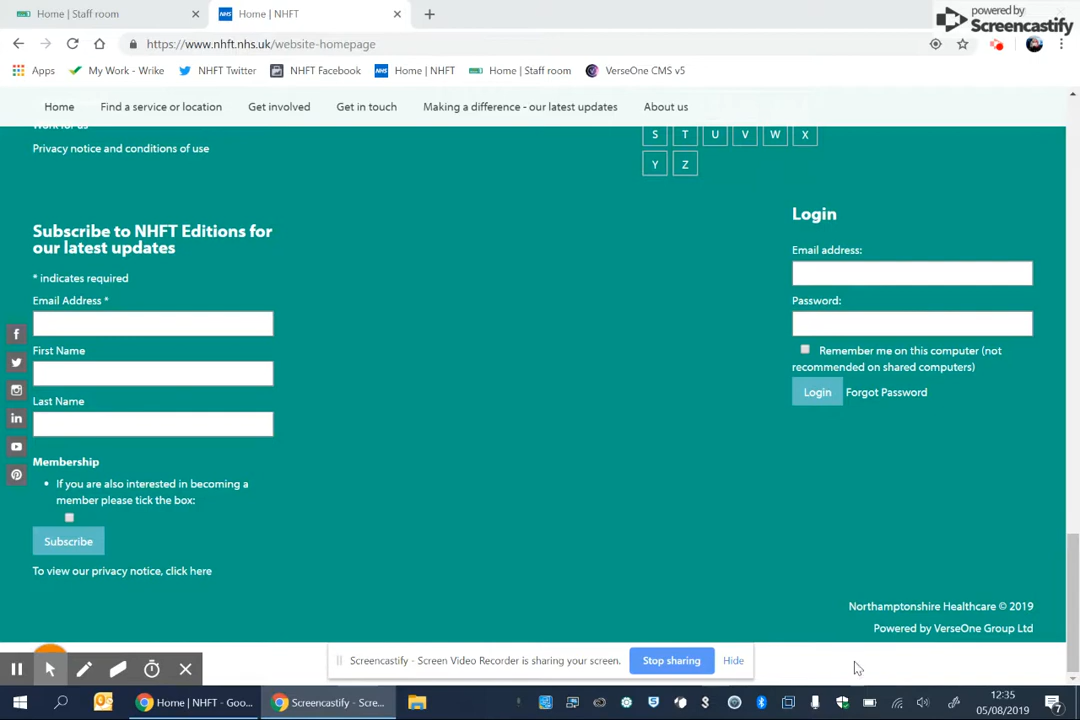 powered by
Screencastify
Home | Staff room
Home | NHFT
https://www.nhft.nhs.uk/website-homepage
Apps
My Work - Wrike
NHFT Twitter
NHFT Facebook
Home | NHFT
Home | Staff room
VerseOne CMS v5
Home
Find a service or location
Get involved
Get in touch
Making a difference - our latest updates
About us
Work for us
Privacy notice and conditions of use
S T U V W X
Y Z
Subscribe to NHFT Editions for
our latest updates
* indicates required
Email Address *
First Name
Last Name
Membership
• If you are also interested in becoming a
member please tick the box:
Subscribe
To view our privacy notice, click here
Login
Email address:
Password:
Remember me on this computer (not
recommended on shared computers)
Login
Forgot Password
Northamptonshire Healthcare © 2019
Powered by VerseOne Group Ltd
Screencastify - Screen Video Recorder is sharing your screen.
Stop sharing
Hide
Home | NHFT - Goo...
Screencastify - Scre...
12:35
05/08/2019
7